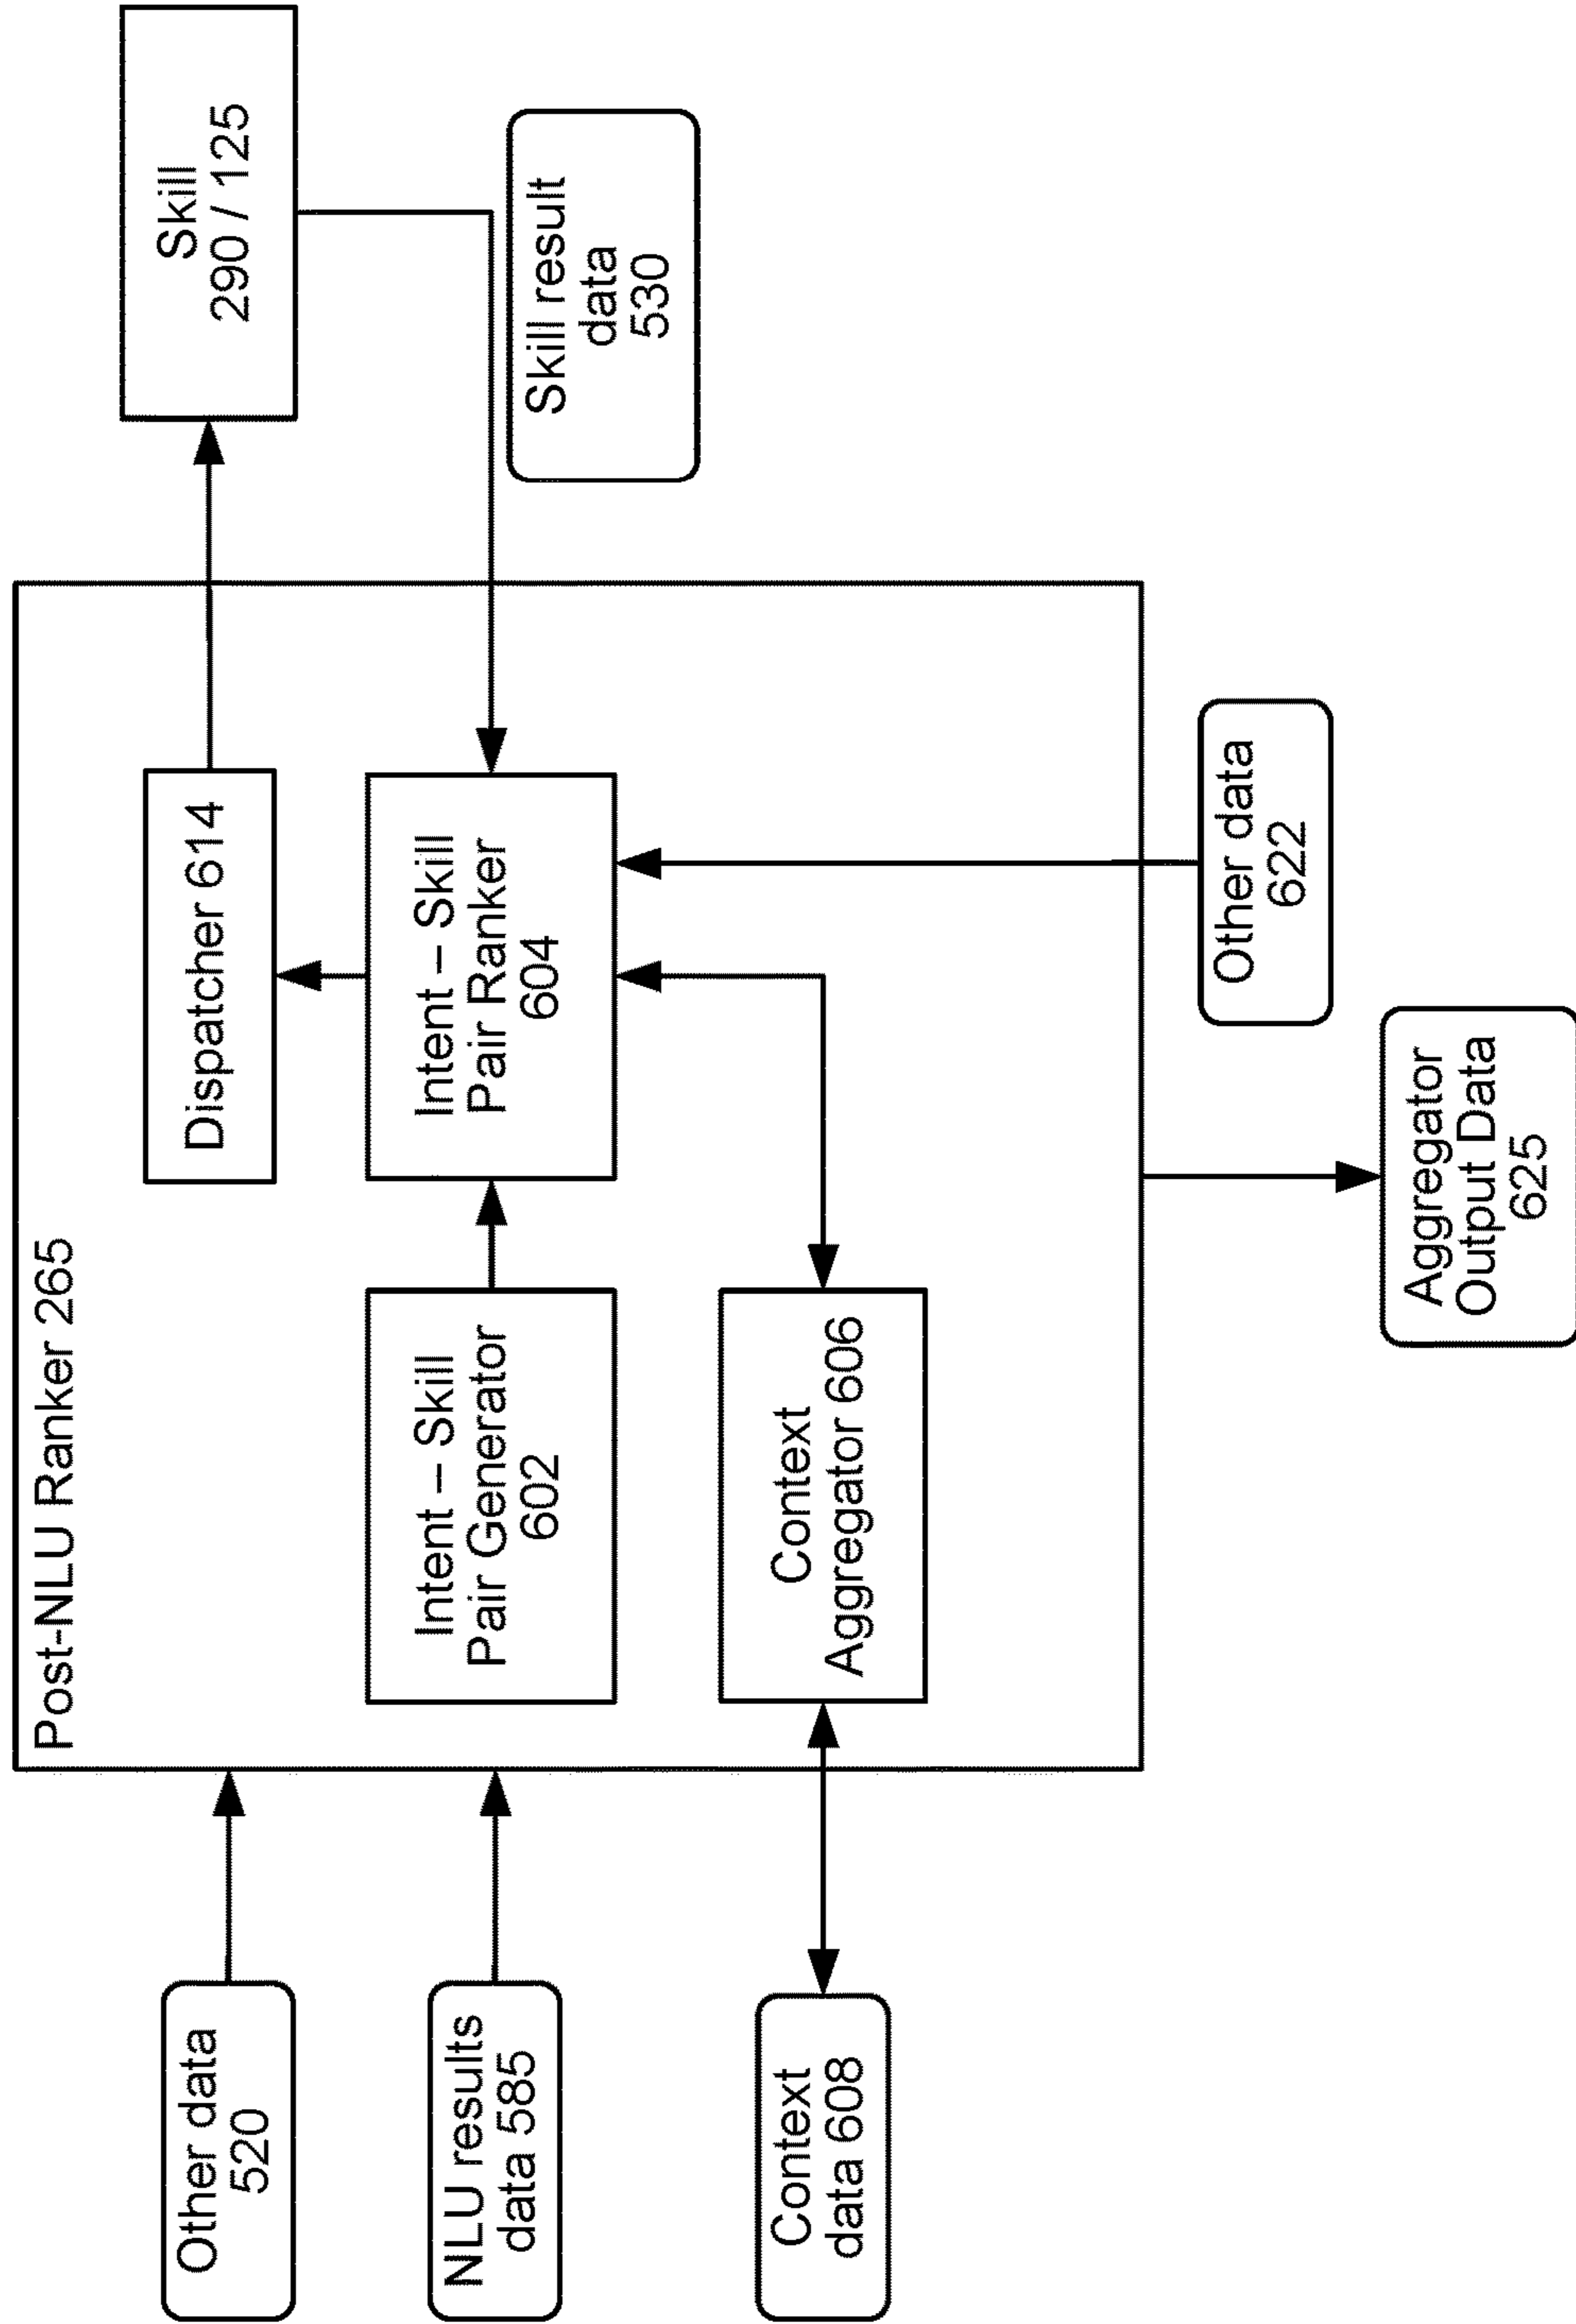 Post-NLU Ranker 265
Other data
520
NLU results
data 585
Context
data 608
Dispatcher 614
Intent – Skill
Pair Generator
602
Intent – Skill
Pair Ranker
604
Context
Aggregator 606
Skill
290 / 125
Skill result
data
530
Other data
622
Aggregator
Output Data
625